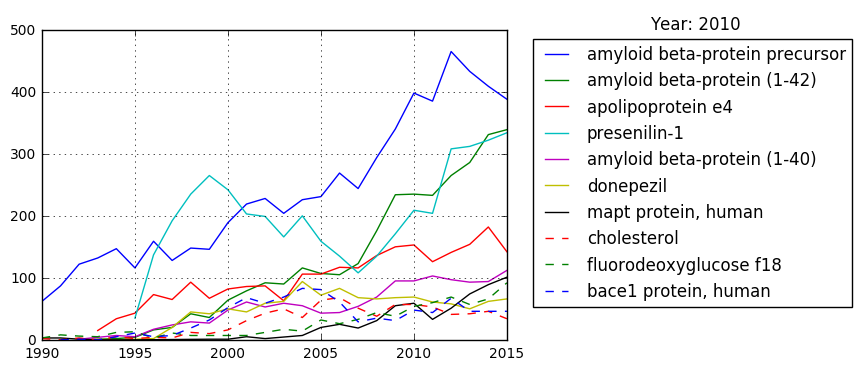 Year: 2010
500
400
300
200
100
0
1990
1995
2000
2005
2010
2015
amyloid beta-protein precursor
amyloid beta-protein (1-42)
apolipoprotein e4
presenilin-1
amyloid beta-protein (1-40)
donepezil
mapt protein, human
cholesterol
fluorodeoxyglucose f18
bace1 protein, human